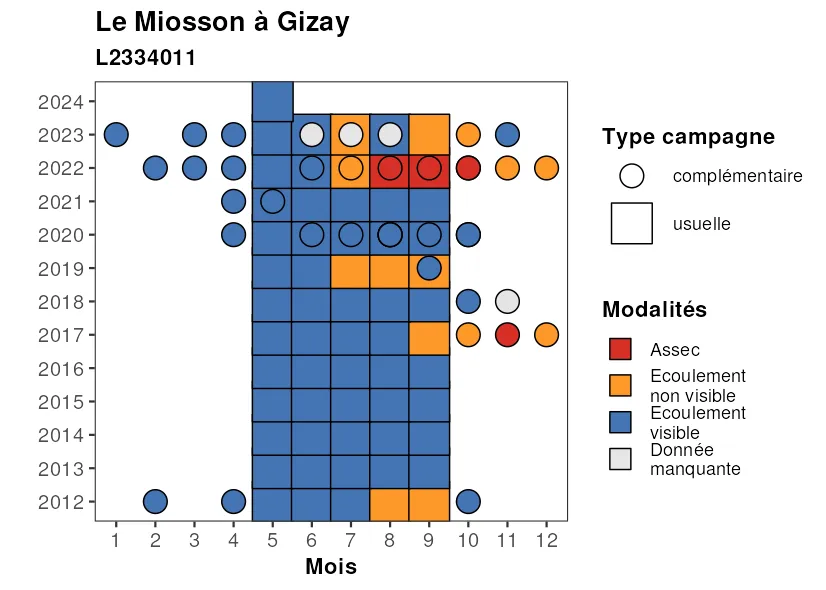 Le Miosson à Gizay
L2334011
2024
2023
2022
2021
2020
2019
2018
2017
2016
2015
2014
2013
2012
1 2 3 4 5 6 7 8 9 10 11 12
Mois
Type campagne
complémentaire
usuelle
Modalités
Assec
Ecoulement
non visible
Ecoulement
visible
Donnée
manquante